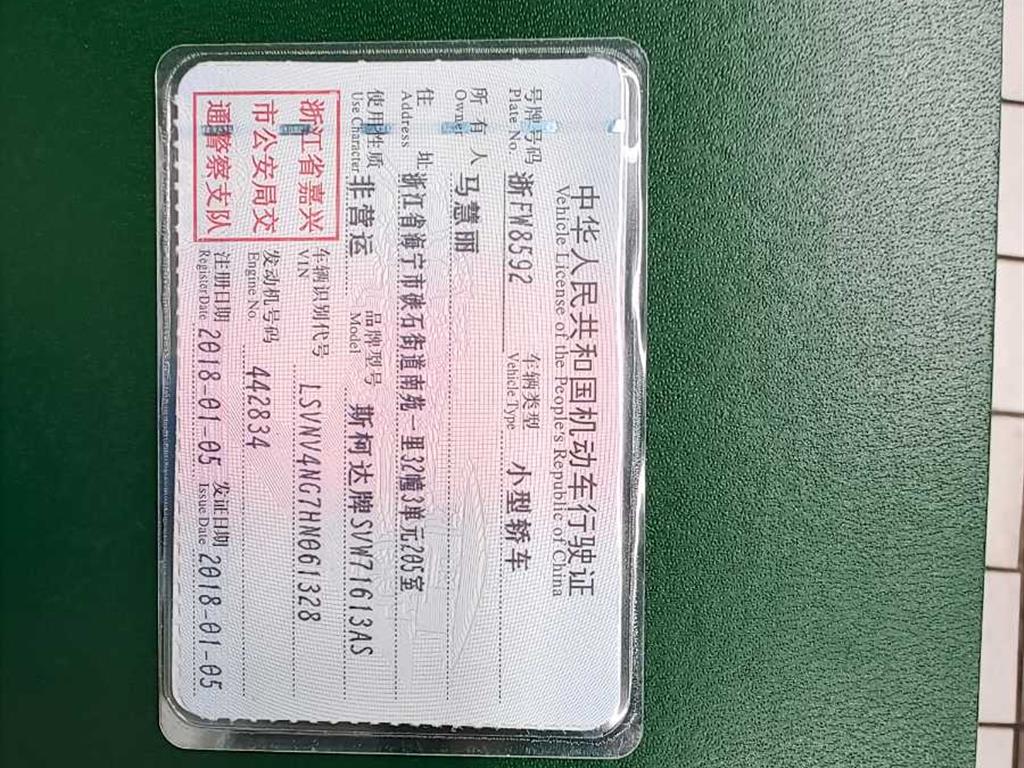 中华人民共和国机动车行驶证
Vehicle License of the People's Republic of China
号牌号码 浙FW8592 车辆类型 小型轿车
Plate No. Vehicle Type
所有人 马慧丽
Owner
住址 浙江省海宁市硖石街道南苑一里32幢3单元205室
Address
使用性质 非营运 品牌型号 斯柯达牌SVW71613AS
Use Character Model
浙江省嘉兴
市公安局交
通警察支队
车辆识别代号 LSVNV4NG7HN061328
VIN
发动机号码 442834
Engine No.
注册日期 2018-01-05 发证日期 2018-01-05
Register Date Issue Date